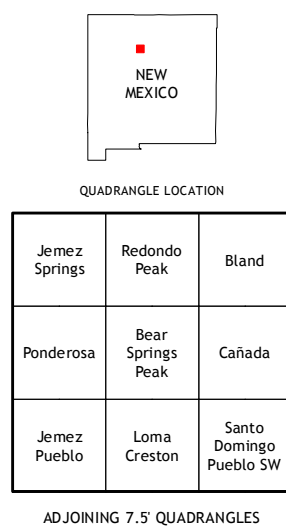 NEW
MEXICO
QUADRANGLE LOCATION
Jemez
Springs
Redondo
Peak
Bland
Ponderosa
Bear
Springs
Peak
Cañada
Jemez
Pueblo
Loma
Creston
Santo
Domingo
Pueblo SW
ADJOINING 7.5' QUADRANGLES